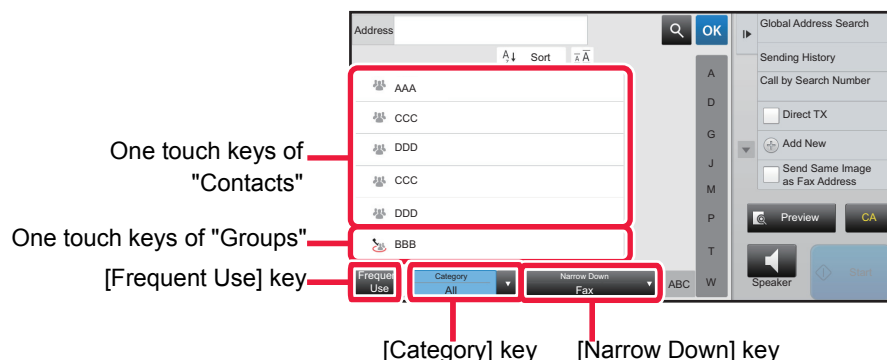 Address
OK
Sort
AAA
CCC
DDD
CCC
DDD
BBB
Frequen
Use
Category
All
Narrow Down
Fax
ABC
A
D
G
J
M
P
T
W
Global Address Search
Sending History
Call by Search Number
Direct TX
Add New
Send Same Image
as Fax Address
Preview
CA
Speaker
Start
One touch keys of
"Contacts"
One touch keys of "Groups"
[Frequent Use] key
[Category] key
[Narrow Down] key